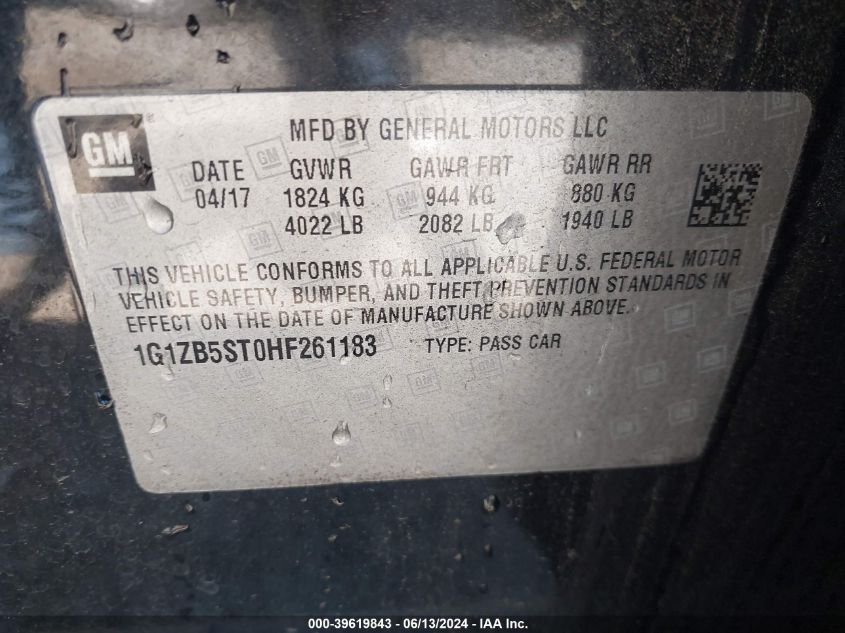 GM
MFD BY GENERAL MOTORS LLC
DATE GVWR GAWR FRT GAWR RR
04/17 1824 KG 944 KG 880 KG
4022 LB 2082 LB 1940 LB
THIS VEHICLE CONFORMS TO ALL APPLICABLE U.S. FEDERAL MOTOR
VEHICLE SAFETY, BUMPER, AND THEFT PREVENTION STANDARDS IN
EFFECT ON THE DATE OF MANUFACTURE SHOWN ABOVE.
1G1ZB5ST0HF261183 TYPE: PASS CAR
000-39619843 - 06/13/2024 - IAA Inc.